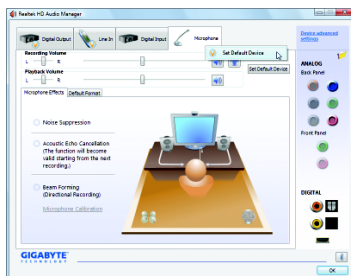 Realtek HD Audio Manager
Digital Output
Line In
Digital Input
Microphone
Device advanced
settings
Set Default Device
Recording Volume
L
R
Set Default Device
Playback Volume
L
R
ANALOG
Back Panel
Microphone Effects
Default Format
Noise Suppression
Acoustic Echo Cancellation
(The function will become
valid starting from the next
recording.)
Beam Forming
(Directional Recording)
Microphone Calibration
Front Panel
DIGITAL
GIGABYTE
TECHNOLOGY
i
OK